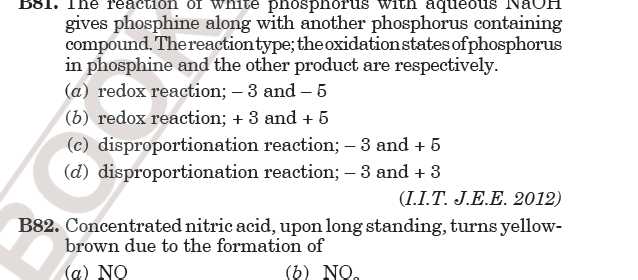 B81. The reaction of white phosphorus with aqueous NaOH
gives phosphine along with another phosphorus containing
compound. The reaction type; the oxidation states of phosphorus
in phosphine and the other product are respectively.
(a) redox reaction; – 3 and – 5
(b) redox reaction; + 3 and + 5
(c) disproportionation reaction; – 3 and + 5
(d) disproportionation reaction; – 3 and + 3
(I.I.T. J.E.E. 2012)
B82. Concentrated nitric acid, upon long standing, turns yellow-
brown due to the formation of
(a) NO (b) NO₂
BOOK